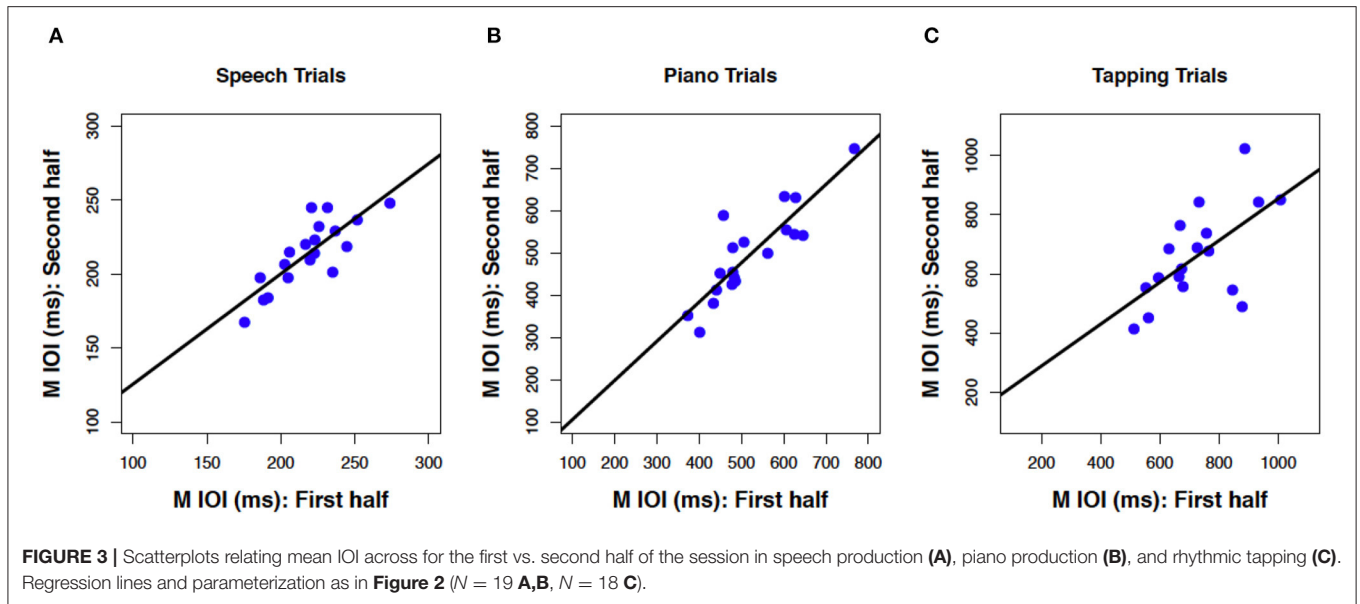 A
B
C
Speech Trials
Piano Trials
Tapping Trials
M IOI (ms): Second half
300
250
200
150
100
100 150 200 250 300
M IOI (ms): First half
M IOI (ms): Second half
800
700
600
500
400
300
200
100
100 200 300 400 500 600 700 800
M IOI (ms): First half
M IOI (ms): Second half
1000
800
600
400
200
200 400 600 800 1000
M IOI (ms): First half
FIGURE 3 | Scatterplots relating mean IOI across for the first vs. second half of the session in speech production (A), piano production (B), and rhythmic tapping (C).
Regression lines and parameterization as in Figure 2 (N = 19 A,B, N = 18 C).